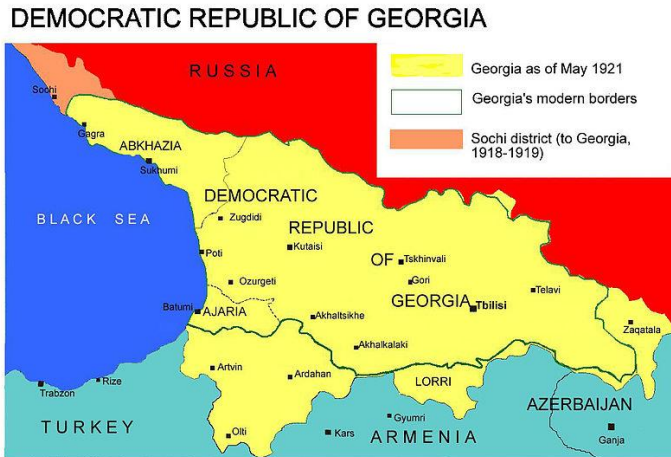 DEMOCRATIC REPUBLIC OF GEORGIA
RUSSIA
Georgia as of May 1921
Georgia's modern borders
Sochi district (to Georgia,
1918-1919)
Sochi
Gagra
ABKHAZIA
Sukhumi
DEMOCRATIC
BLACK SEA
Zugdidi
REPUBLIC
Kutaisi
Poti
OF
Tskhinvali
Gori
Ozurgeti
Telavi
GEORGIA
Tbilisi
Batumi
AJARIA
Akhaltsikhe
Zaqatala
Akhalkalaki
Artvin
Ardahan
LORRI
Rize
Trabzon
AZERBAIJAN
Gyumri
TURKEY
Olti
Kars
ARMENIA
Ganja